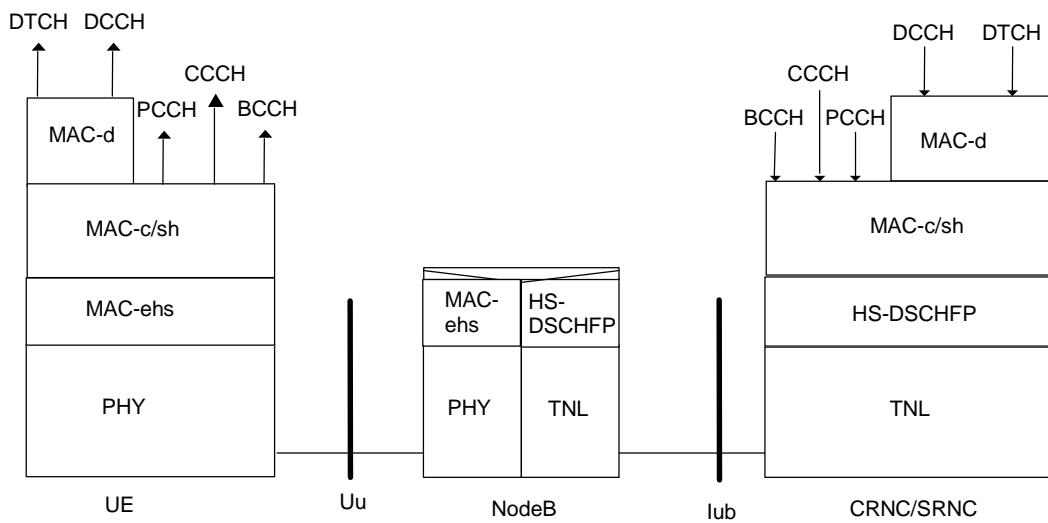 DTCH
DCCH
CCCH
PCCH
BCCH
MAC-d
MAC-c/sh
MAC-ehs
PHY
UE
Uu
MAC-
ehs
HS-
DSCHFP
PHY
TNL
NodeB
Iub
DCCH
DTCH
CCCH
BCCH
PCCH
MAC-d
MAC-c/sh
HS-DSCHFP
TNL
CRNC/SRNC